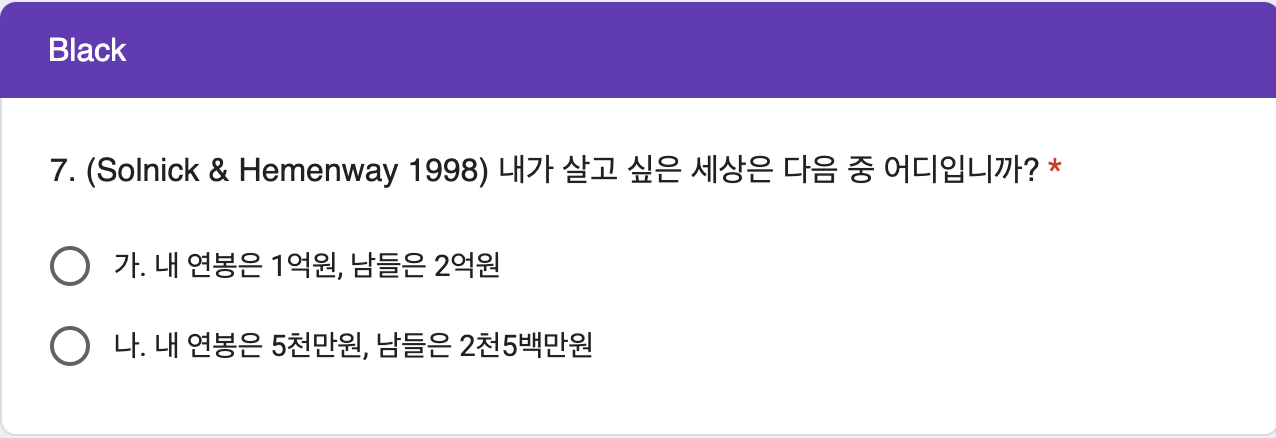 Black
7. (Solnick & Hemenway 1998) 내가 살고 싶은 세상은 다음 중 어디입니까? *
가. 내 연봉은 1억원, 남들은 2억원
나. 내 연봉은 5천만원, 남들은 2천5백만원